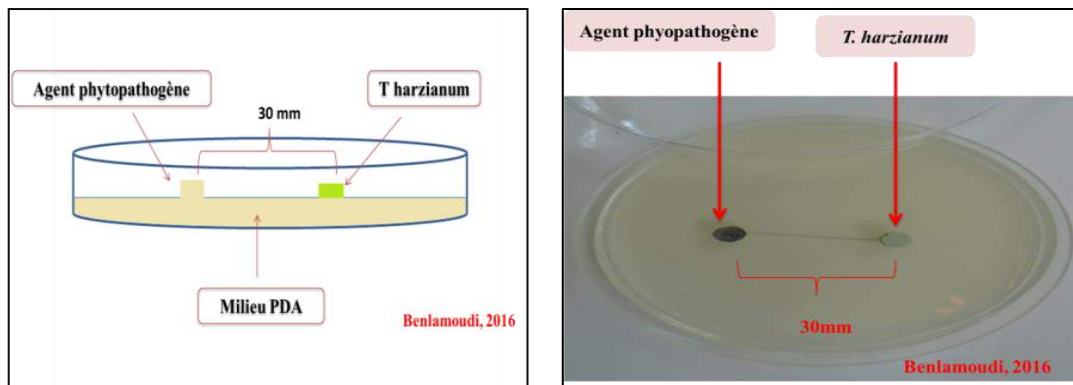 Agent phytopathogène
T harzianum
30 mm
Milieu PDA
Benlamoudi, 2016
Agent phyopathogène
T. harzianum
30mm
Benlamoudi, 2016